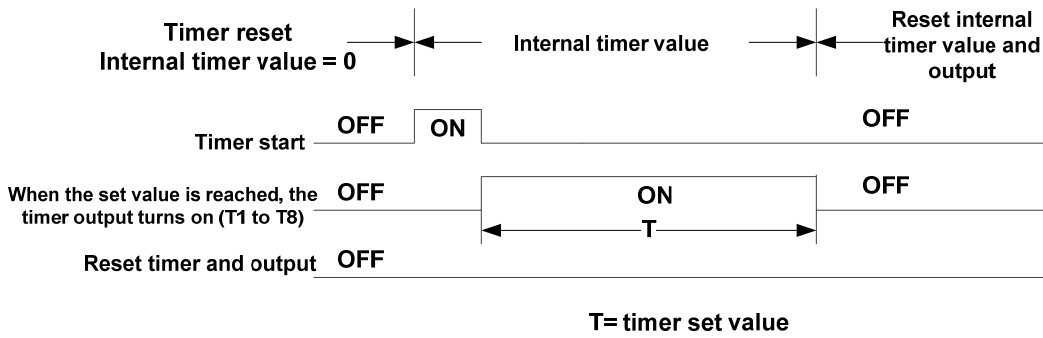 Timer reset
Internal timer value = 0
Internal timer value
Reset internal
timer value and
output
Timer start
OFF
ON
OFF
When the set value is reached, the
timer output turns on (T1 to T8)
OFF
ON
OFF
T
Reset timer and output
OFF
T= timer set value